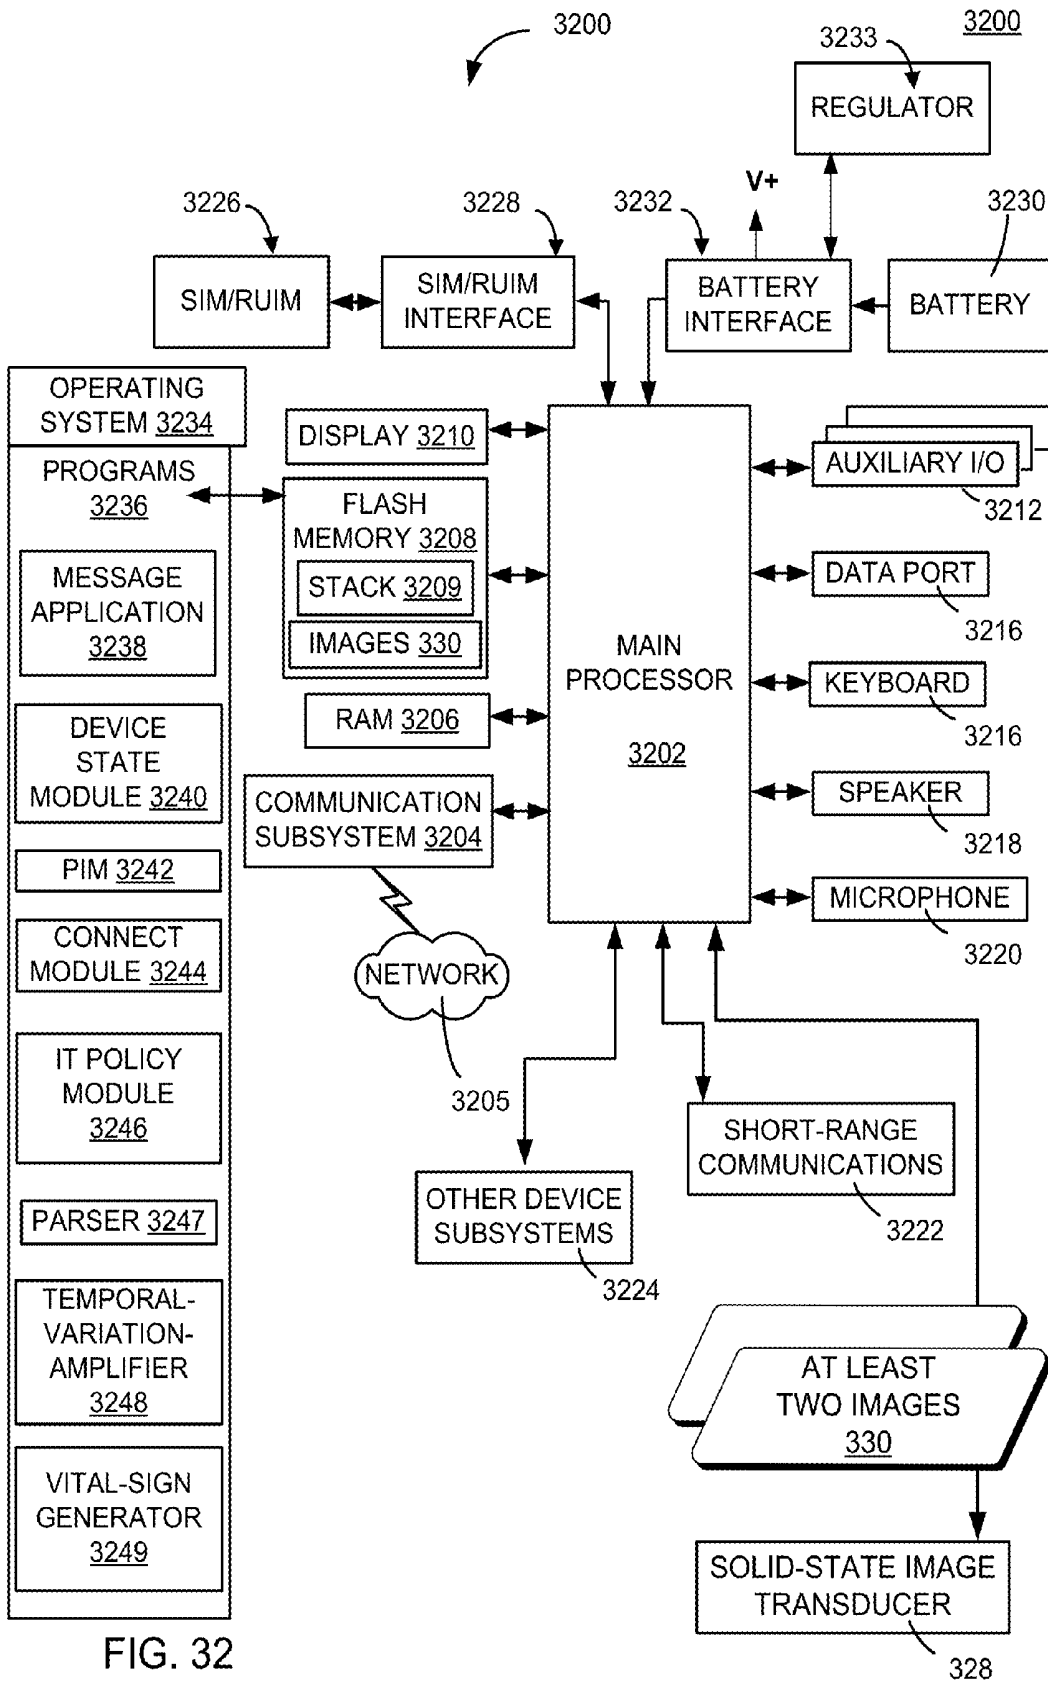 3200
3200
3233
REGULATOR
V+
3226
3228
3232
3230
SIM/RUIM
SIM/RUIM
INTERFACE
BATTERY
INTERFACE
BATTERY
OPERATING
SYSTEM 3234
PROGRAMS
3236
MESSAGE
APPLICATION
3238
DEVICE
STATE
MODULE 3240
PIM 3242
CONNECT
MODULE 3244
IT POLICY
MODULE
3246
PARSER 3247
TEMPORAL-
VARIATION-
AMPLIFIER
3248
VITAL-SIGN
GENERATOR
3249
DISPLAY 3210
FLASH
MEMORY 3208
STACK 3209
IMAGES 330
RAM 3206
COMMUNICATION
SUBSYSTEM 3204
NETWORK
3205
MAIN
PROCESSOR
3202
AUXILIARY I/O
3212
DATA PORT
3216
KEYBOARD
3216
SPEAKER
3218
MICROPHONE
3220
SHORT-RANGE
COMMUNICATIONS
3222
OTHER DEVICE
SUBSYSTEMS
3224
AT LEAST
TWO IMAGES
330
SOLID-STATE IMAGE
TRANSDUCER
328
FIG. 32